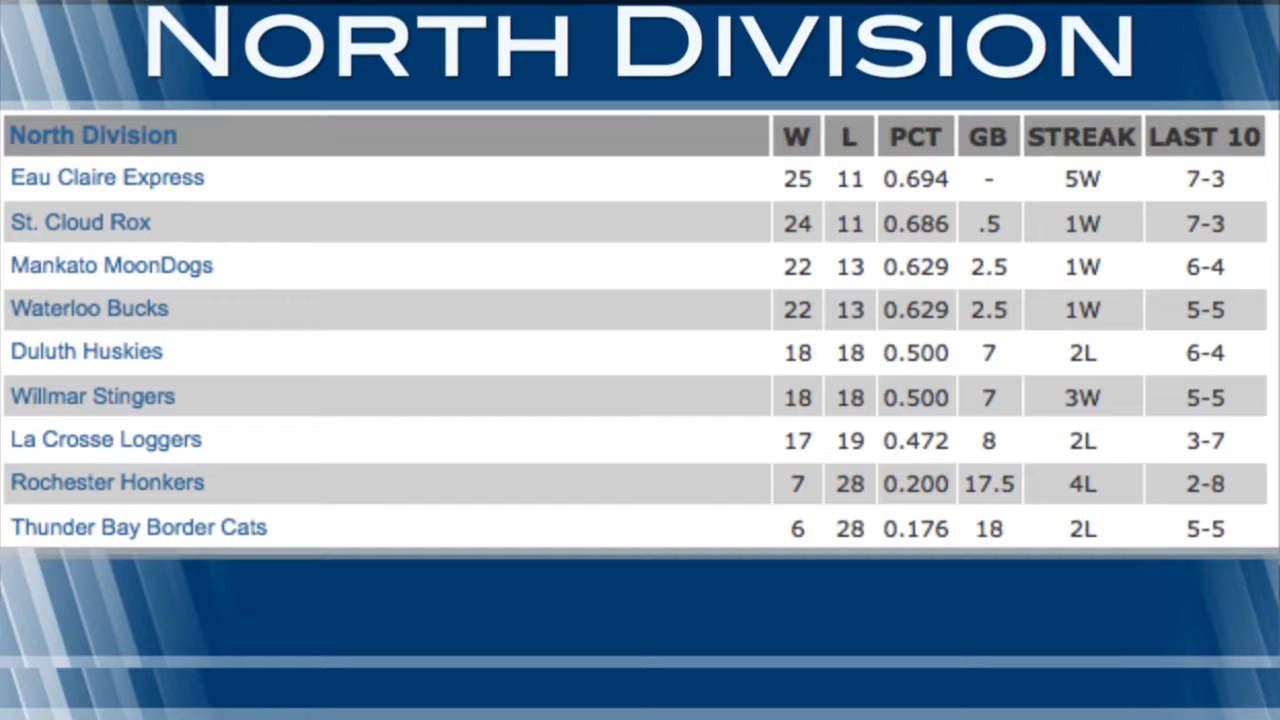 NORTH DIVISION
North Division W L PCT GB STREAK LAST 10
Eau Claire Express 25 11 0.694 - 5W 7-3
St. Cloud Rox 24 11 0.686 .5 1W 7-3
Mankato MoonDogs 22 13 0.629 2.5 1W 6-4
Waterloo Bucks 22 13 0.629 2.5 1W 5-5
Duluth Huskies 18 18 0.500 7 2L 6-4
Willmar Stingers 18 18 0.500 7 3W 5-5
La Crosse Loggers 17 19 0.472 8 2L 3-7
Rochester Honkers 7 28 0.200 17.5 4L 2-8
Thunder Bay Border Cats 6 28 0.176 18 2L 5-5